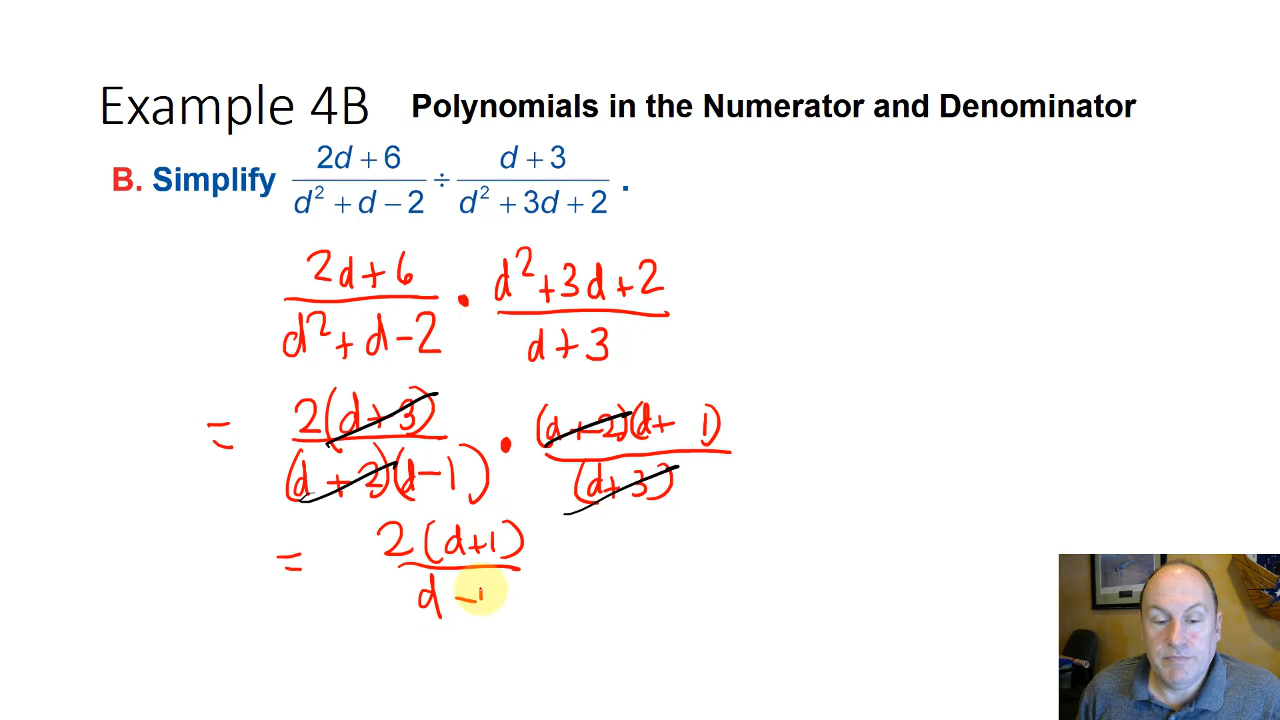 Example 4B Polynomials in the Numerator and Denominator
B. Simplify (2d + 6)/(d² + d − 2) ÷ (d + 3)/(d² + 3d + 2) .
(2d + 6)/(d² + d − 2) · (d² + 3d + 2)/(d + 3)
= 2(d + 3)/(d + 2)(d − 1) · (d + 2)(d + 1)/(d + 3)
= 2(d + 1)/d − 1